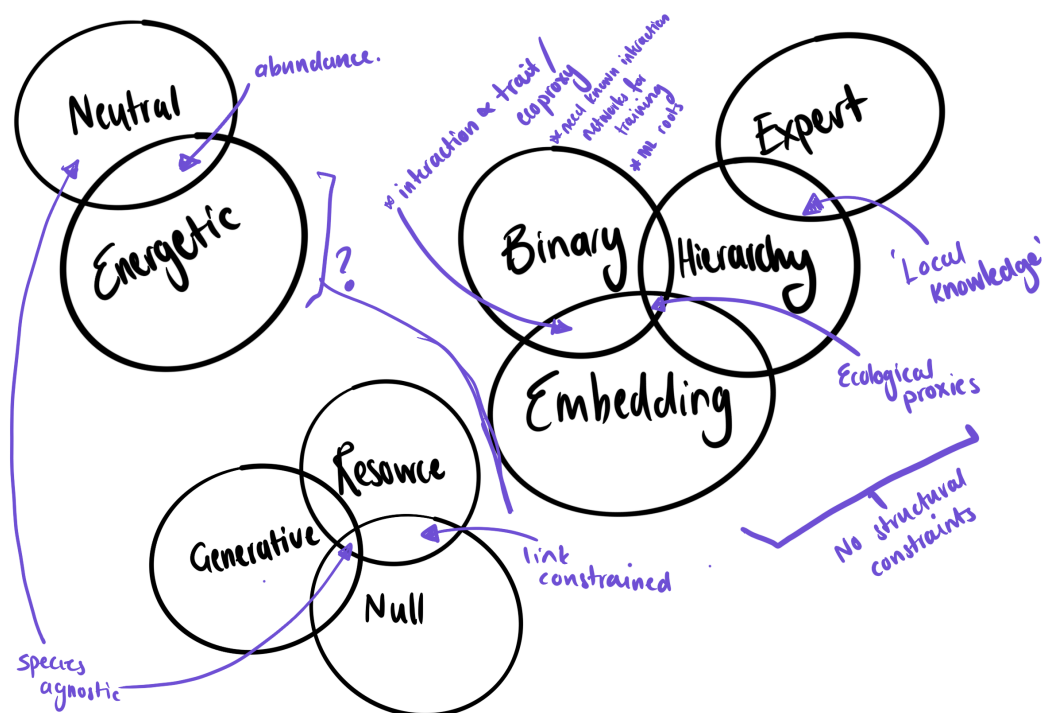 Neutral
abundance.
Energetic
?
* interaction ∝ trait /
ecoproxy
* need known interaction
networks for
training
* ML roots
Expert
Binary
Hierarchy
'Local
knowledge'
Embedding
Ecological
proxies
No structural
constraints
Resource
Generative
link
constrained
Null
species
agnostic